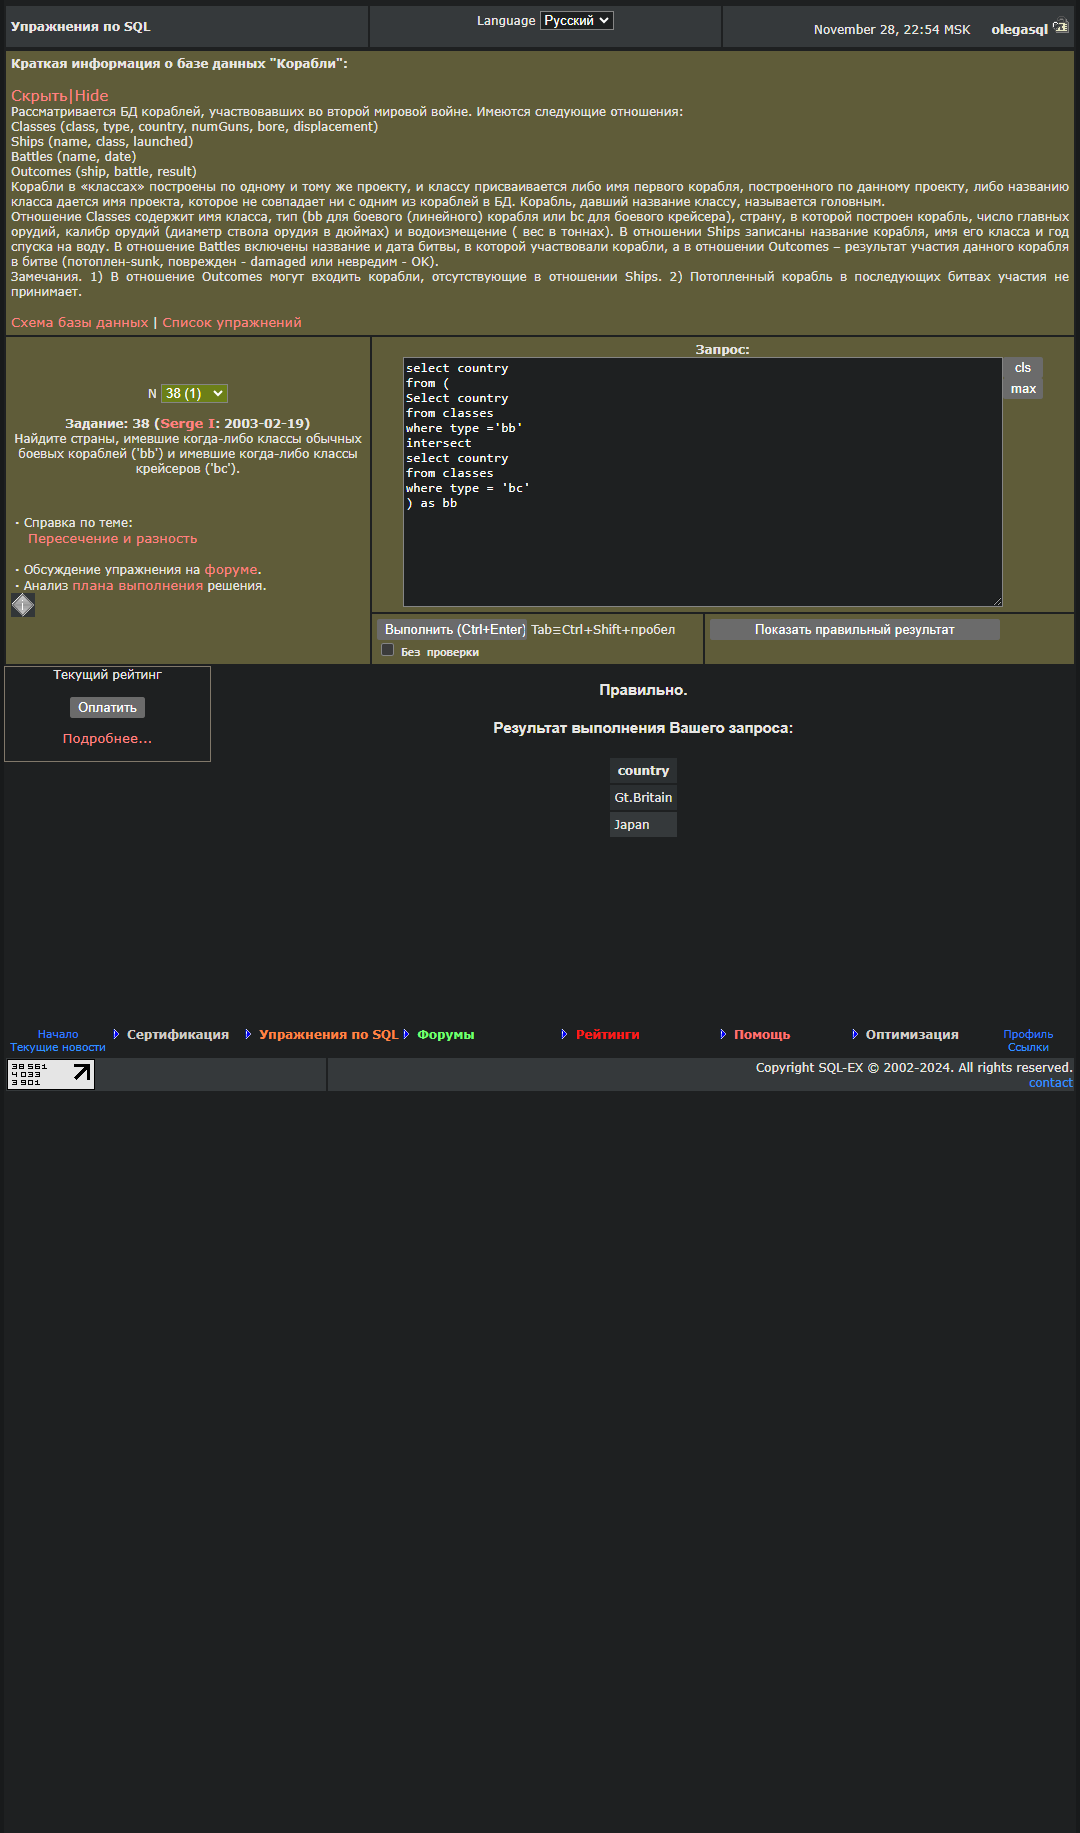 Упражнения по SQL
Language Русский
November 28, 22:54 MSK olegasql
Краткая информация о базе данных "Корабли":
Скрыть|Hide
Рассматривается БД кораблей, участвовавших во второй мировой войне. Имеются следующие отношения:
Classes (class, type, country, numGuns, bore, displacement)
Ships (name, class, launched)
Battles (name, date)
Outcomes (ship, battle, result)
Корабли в «классах» построены по одному и тому же проекту, и классу присваивается либо имя первого корабля, построенного по данному проекту, либо названию
класса дается имя проекта, которое не совпадает ни с одним из кораблей в БД. Корабль, давший название классу, называется головным.
Отношение Classes содержит имя класса, тип (bb для боевого (линейного) корабля или bc для боевого крейсера), страну, в которой построен корабль, число главных
орудий, калибр орудий (диаметр ствола орудия в дюймах) и водоизмещение ( вес в тоннах). В отношении Ships записаны название корабля, имя его класса и год
спуска на воду. В отношение Battles включены название и дата битвы, в которой участвовали корабли, а в отношении Outcomes – результат участия данного корабля
в битве (потоплен-sunk, поврежден - damaged или невредим - OK).
Замечания. 1) В отношение Outcomes могут входить корабли, отсутствующие в отношении Ships. 2) Потопленный корабль в последующих битвах участия не
принимает.
Схема базы данных | Список упражнений
N 38 (1)
Задание: 38 (Serge I: 2003-02-19)
Найдите страны, имевшие когда-либо классы обычных
боевых кораблей ('bb') и имевшие когда-либо классы
крейсеров ('bc').
· Справка по теме:
Пересечение и разность
· Обсуждение упражнения на форуме.
· Анализ плана выполнения решения.
Запрос:
select country
from (
Select country
from classes
where type ='bb'
intersect
select country
from classes
where type = 'bc'
) as bb
cls
max
Выполнить (Ctrl+Enter) Tab≡Ctrl+Shift+пробел
Без проверки
Показать правильный результат
Текущий рейтинг
Оплатить
Подробнее...
Правильно.
Результат выполнения Вашего запроса:
country
Gt.Britain
Japan
Начало
Текущие новости
Сертификация
Упражнения по SQL
Форумы
Рейтинги
Помощь
Оптимизация
Профиль
Ссылки
38 561
4 033
3 901
Copyright SQL-EX © 2002-2024. All rights reserved.
contact